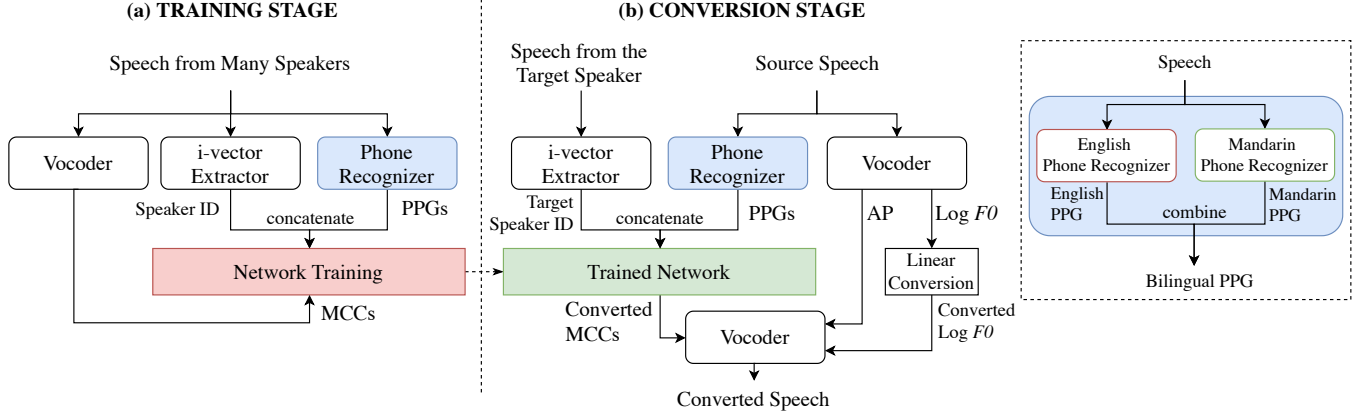 (a) TRAINING STAGE
Speech from Many Speakers
Vocoder
i-vector
Extractor
Phone
Recognizer
Speaker ID
concatenate
PPGs
Network Training
MCCs
(b) CONVERSION STAGE
Speech from the
Target Speaker
Source Speech
i-vector
Extractor
Phone
Recognizer
Vocoder
Target
Speaker ID
concatenate
PPGs
AP
Log F0
Trained Network
Linear
Conversion
Converted
MCCs
Vocoder
Converted
Log F0
Converted Speech
Speech
English
Phone Recognizer
Mandarin
Phone Recognizer
English
PPG
combine
Mandarin
PPG
Bilingual PPG